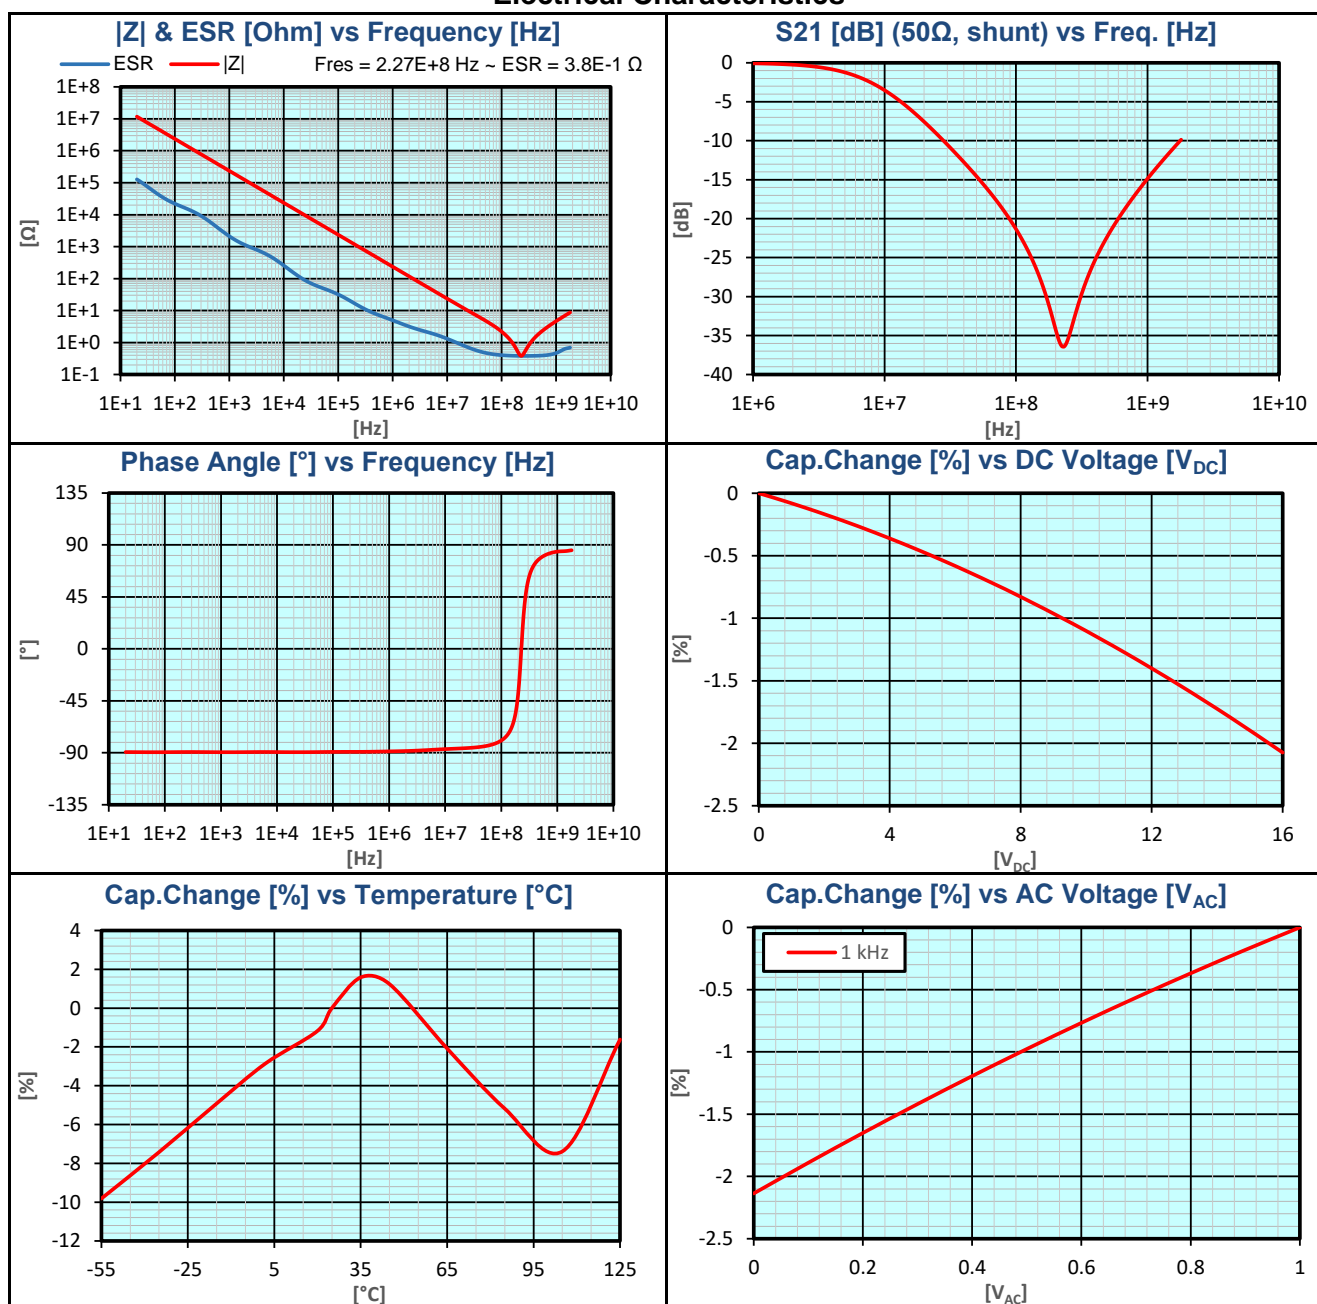 |Z| & ESR [Ohm] vs Frequency [Hz]
ESR |Z| Fres = 2.27E+8 Hz ~ ESR = 3.8E-1 Ω
1E+8
1E+7
1E+6
1E+5
1E+4
1E+3
1E+2
1E+1
1E+0
1E-1
[Ω]
1E+1 1E+2 1E+3 1E+4 1E+5 1E+6 1E+7 1E+8 1E+9 1E+10
[Hz]
S21 [dB] (50Ω, shunt) vs Freq. [Hz]
0
-5
-10
-15
-20
-25
-30
-35
-40
[dB]
1E+6 1E+7 1E+8 1E+9 1E+10
[Hz]
Phase Angle [°] vs Frequency [Hz]
135
90
45
0
-45
-90
-135
[°]
1E+1 1E+2 1E+3 1E+4 1E+5 1E+6 1E+7 1E+8 1E+9 1E+10
[Hz]
Cap.Change [%] vs DC Voltage [VDC]
0
-0.5
-1
-1.5
-2
-2.5
[%]
0 4 8 12 16
[VDC]
Cap.Change [%] vs Temperature [°C]
4
2
0
-2
-4
-6
-8
-10
-12
[%]
-55 -25 5 35 65 95 125
[°C]
Cap.Change [%] vs AC Voltage [VAC]
1 kHz
0
-0.5
-1
-1.5
-2
-2.5
[%]
0 0.2 0.4 0.6 0.8 1
[VAC]